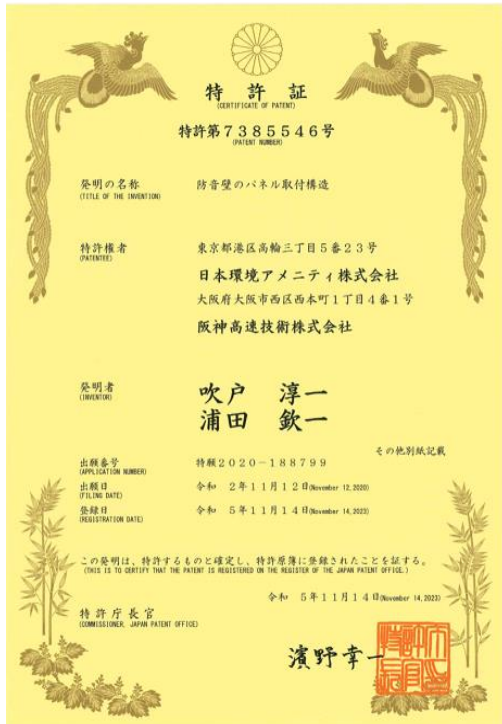 特許証
(CERTIFICATE OF PATENT)
特許第7385546号
(PATENT NUMBER)
発明の名称 防音壁のパネル取付構造
(TITLE OF THE INVENTION)
特許権者 東京都港区高輪三丁目5番23号
(PATENTEE)
日本環境アメニティ株式会社
大阪府大阪市西区西本町1丁目4番1号
阪神高速技術株式会社
発明者 吹戸 淳一
(INVENTOR)
浦田 欽一
その他別紙記載
出願番号 特願2020-188799
(APPLICATION NUMBER)
出願日 令和 2年11月12日(November 12,2020)
(FILING DATE)
登録日 令和 5年11月14日(November 14,2023)
(REGISTRATION DATE)
この発明は、特許するものと確定し、特許原簿に登録されたことを証する。
(THIS IS TO CERTIFY THAT THE PATENT IS REGISTERED ON THE REGISTER OF THE JAPAN PATENT OFFICE.)
令和 5年11月14日(November 14,2023)
特許庁長官
(COMMISSIONER, JAPAN PATENT OFFICE)
濱野幸一